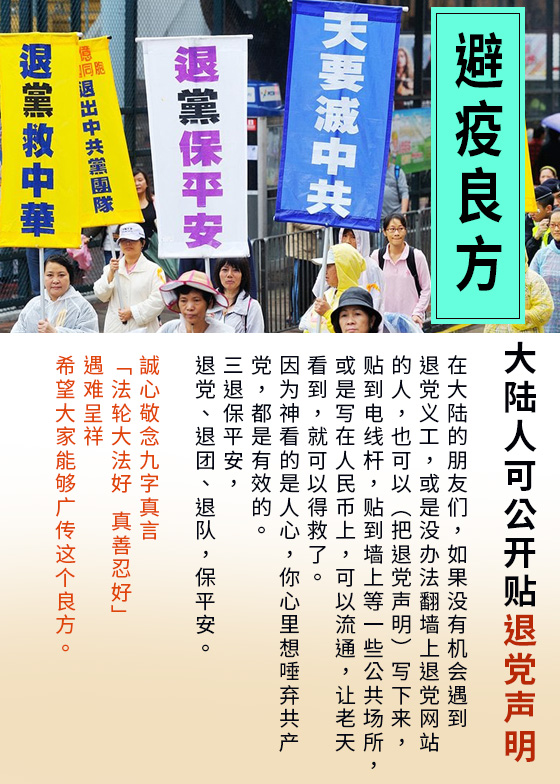 避疫良方
天要滅中共
退黨保平安
同胞
退出中共黨團隊
退黨救中華
大陆人可公开贴退党声明
在大陆的朋友们，如果没有机会遇到
退党义工，或是没办法翻墙上退党网站
的人，也可以（把退党声明）写下来，
贴到电线杆，贴到墙上等一些公共场所，
或是写在人民币上，可以流通，让老天
看到，就可以得救了。
因为神看的是人心，你心里想唾弃共产
党，都是有效的。
三退保平安，
退党、退团、退队，保平安。
誠心敬念九字真言
「法轮大法好 真善忍好」
遇难呈祥
希望大家能够广传这个良方。